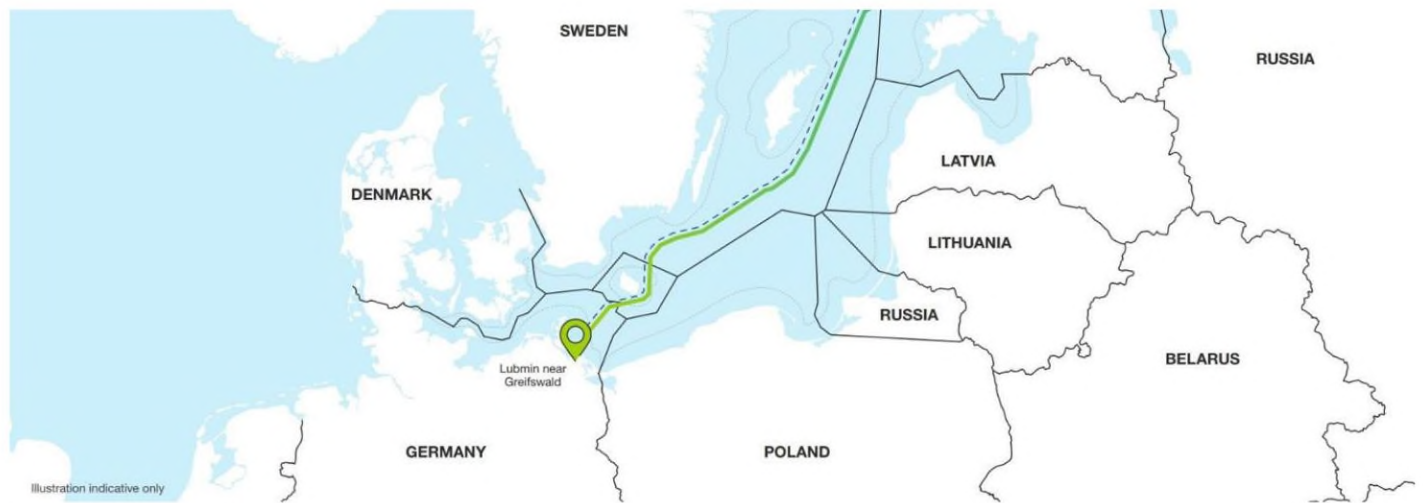 SWEDEN
RUSSIA
LATVIA
DENMARK
LITHUANIA
RUSSIA
BELARUS
Lubmin near
Greifswald
GERMANY
POLAND
Illustration indicative only